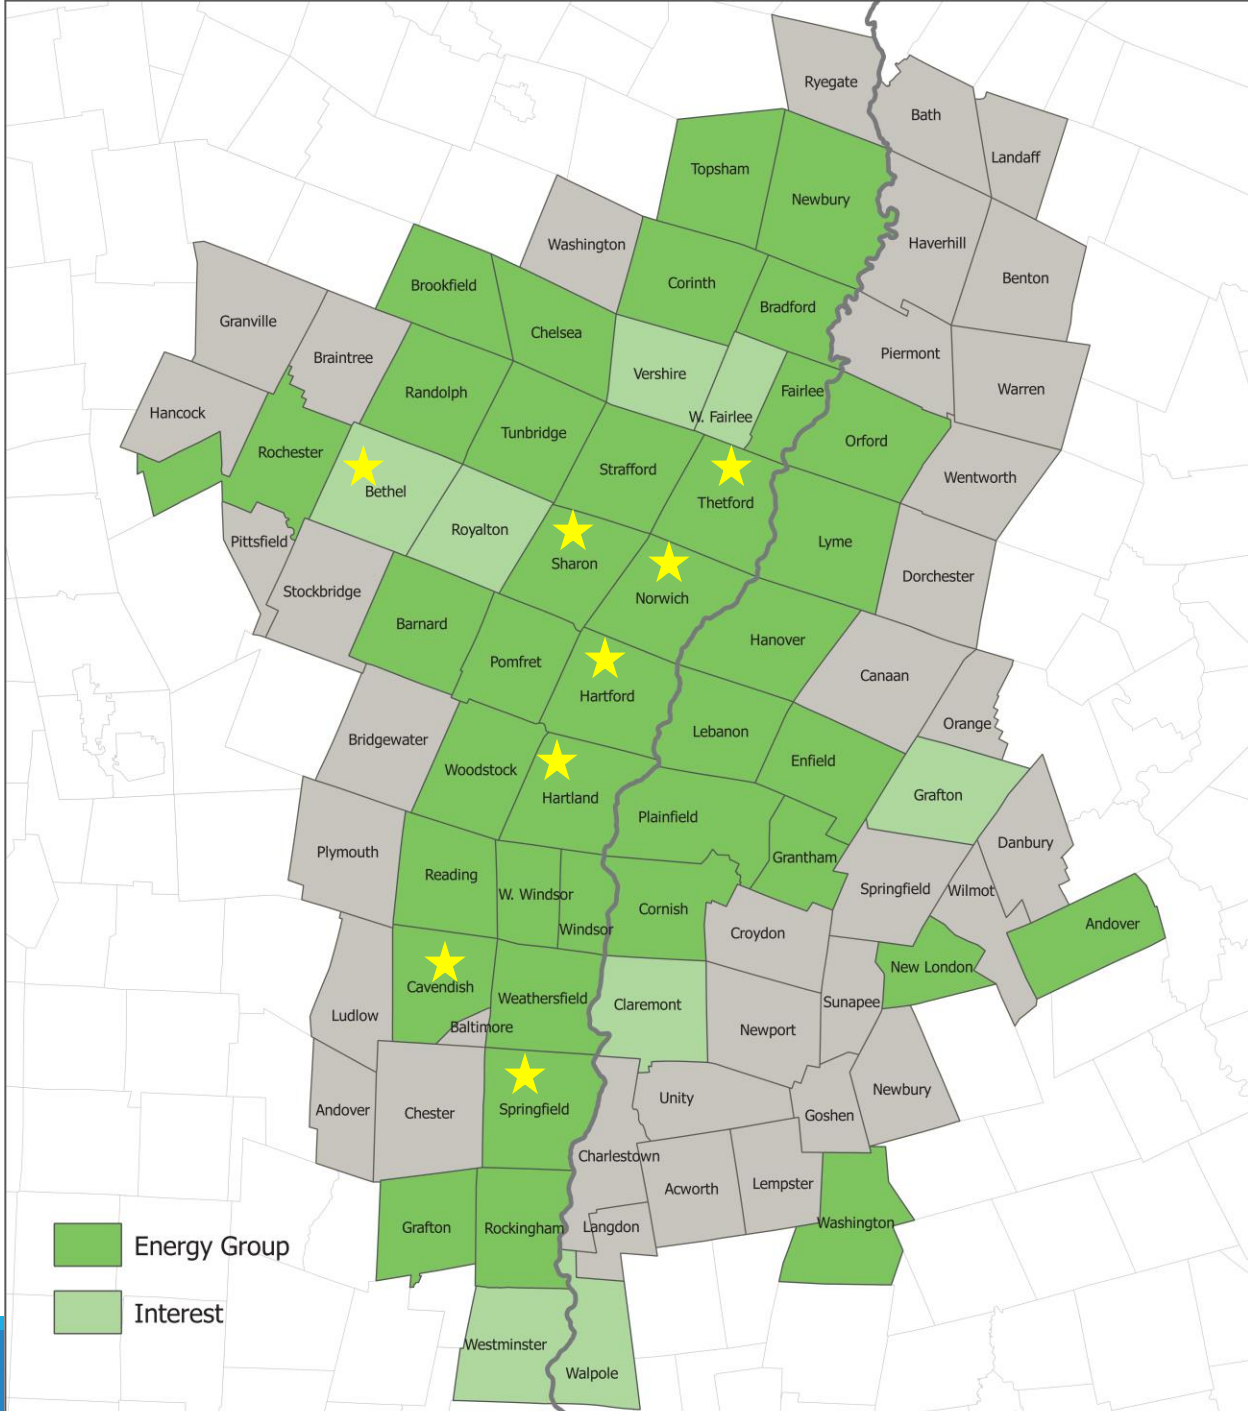 Ryegate
Bath
Landaff
Topsham
Newbury
Washington
Haverhill
Benton
Brookfield
Corinth
Bradford
Granville
Chelsea
Braintree
Piermont
Vershire
Warren
Randolph
Fairlee
Hancock
W. Fairlee
Tunbridge
Orford
Rochester
Strafford
Wentworth
Bethel
Thetford
Royalton
Pittsfield
Lyme
Sharon
Dorchester
Stockbridge
Norwich
Barnard
Hanover
Pomfret
Canaan
Hartford
Orange
Lebanon
Bridgewater
Enfield
Woodstock
Grafton
Hartland
Plainfield
Danbury
Plymouth
Grantham
Reading
Springfield
Wilmot
W. Windsor
Cornish
Andover
Windsor
Croydon
New London
Cavendish
Weathersfield
Sunapee
Claremont
Ludlow
Baltimore
Newport
Newbury
Unity
Andover
Chester
Springfield
Goshen
Charlestown
Lempster
Acworth
Washington
Grafton
Rockingham
Langdon
Energy Group
Interest
Westminster
Walpole